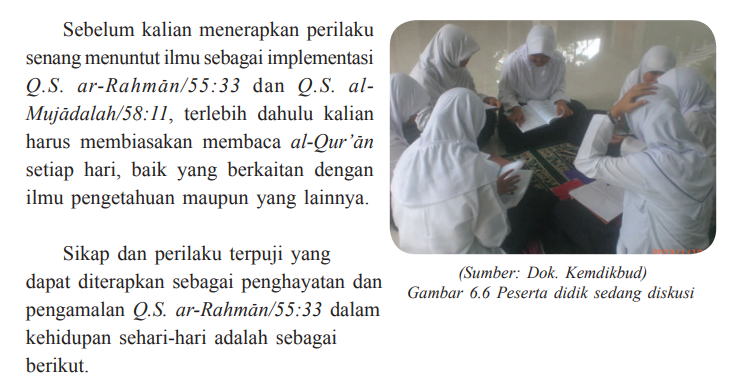 Sebelum kalian menerapkan perilaku
senang menuntut ilmu sebagai implementasi
Q.S. ar-Rahmān/55:33 dan Q.S. al-
Mujādalah/58:11, terlebih dahulu kalian
harus membiasakan membaca al-Qur’ān
setiap hari, baik yang berkaitan dengan
ilmu pengetahuan maupun yang lainnya.
Sikap dan perilaku terpuji yang
dapat diterapkan sebagai penghayatan dan
pengamalan Q.S. ar-Rahmān/55:33 dalam
kehidupan sehari-hari adalah sebagai
berikut.
(Sumber: Dok. Kemdikbud)
Gambar 6.6 Peserta didik sedang diskusi